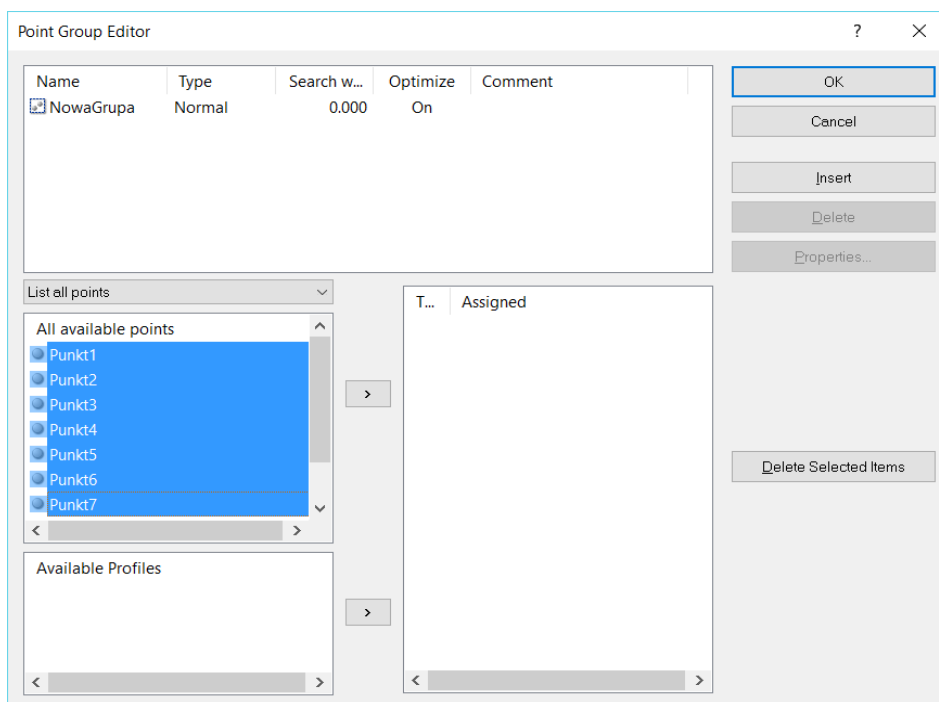 Point Group Editor ? ×
Name Type Search w... Optimize Comment
NowaGrupa Normal 0.000 On
OK
Cancel
Insert
Delete
Properties...
List all points
All available points
Punkt1
Punkt2
Punkt3
Punkt4
Punkt5
Punkt6
Punkt7
>
T... Assigned
Delete Selected Items
Available Profiles
>